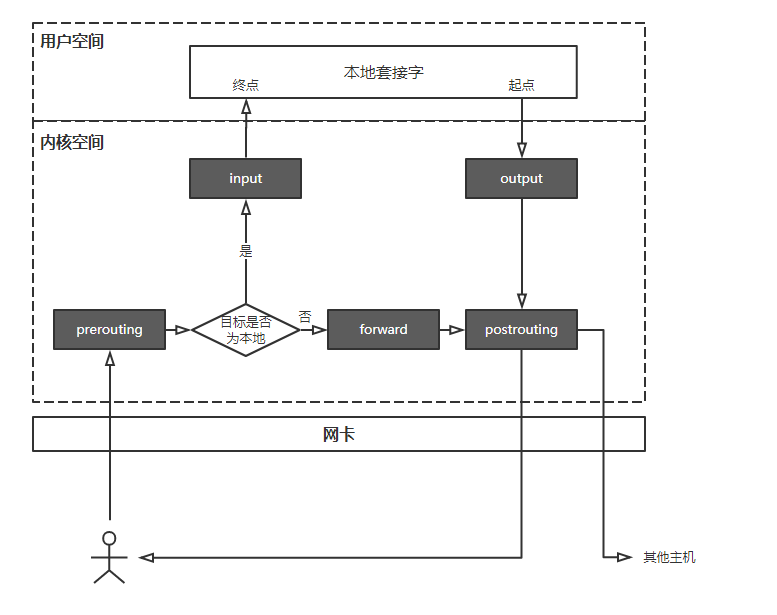 用户空间
本地套接字
终点
起点
内核空间
input
output
是
prerouting
目标是否
为本地
否
forward
postrouting
网卡
其他主机